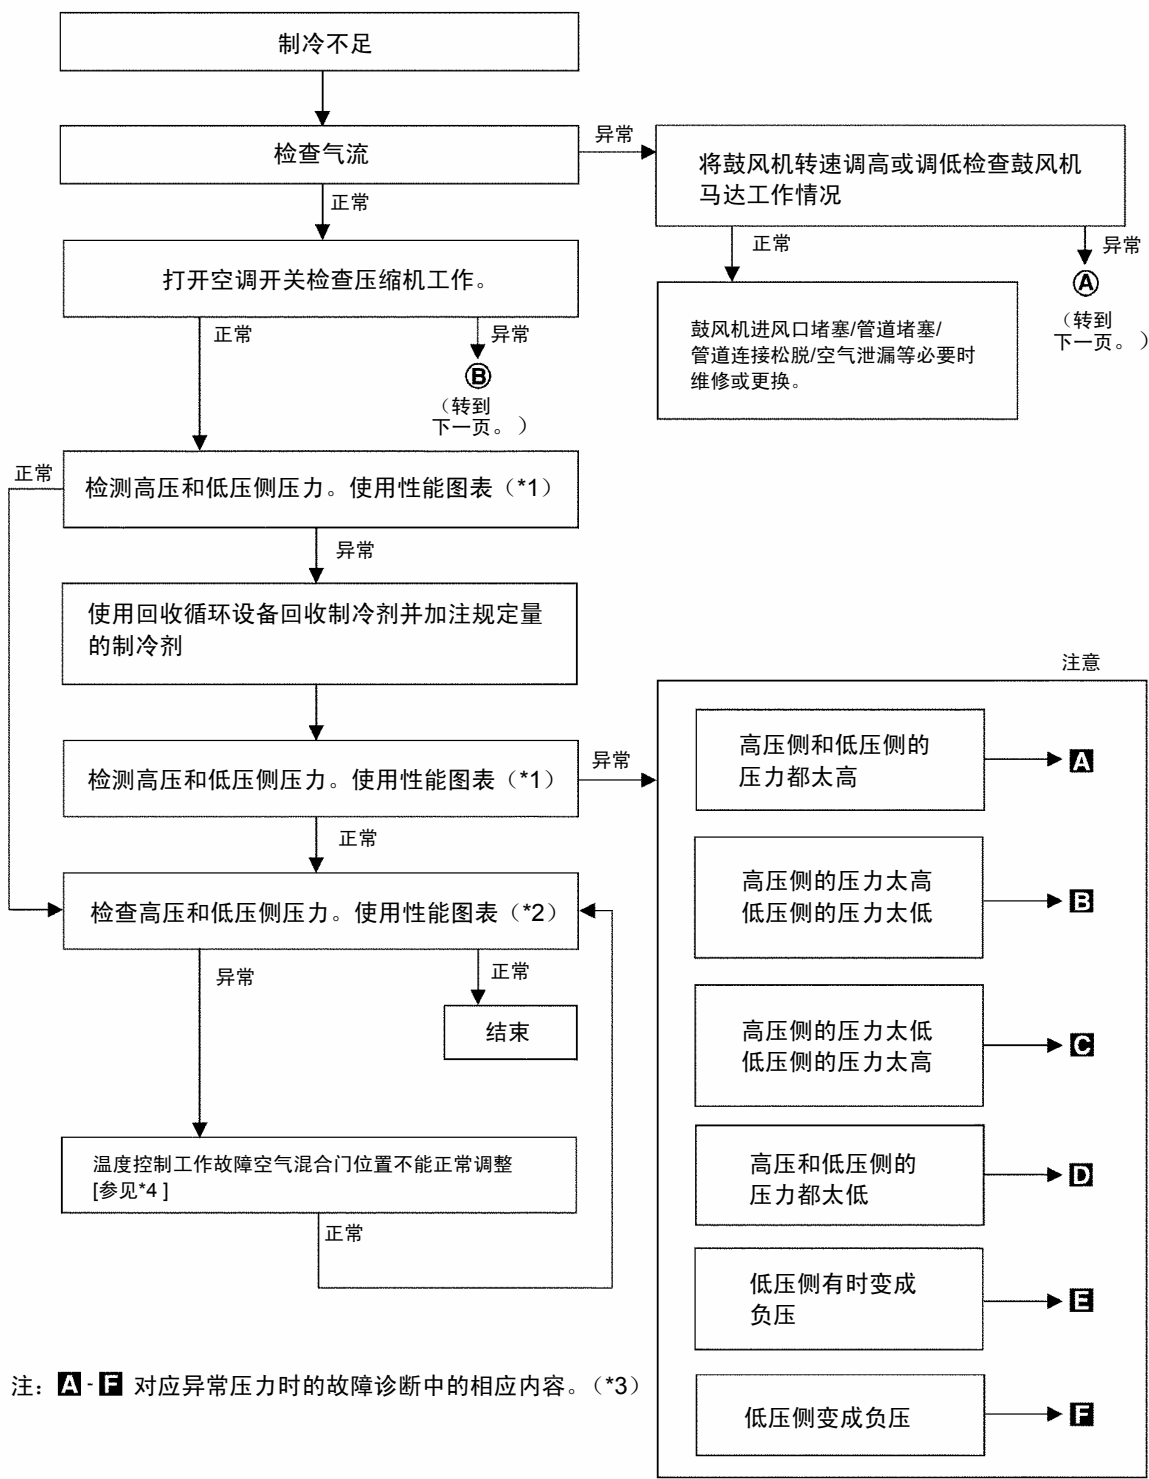 制冷不足
检查气流
异常
将鼓风机转速调高或调低检查鼓风机
马达工作情况
正常
正常
异常
打开空调开关检查压缩机工作。
A
（转到
下一页。）
鼓风机进风口堵塞/管道堵塞/
管道连接松脱/空气泄漏等必要时
维修或更换。
正常
异常
B
（转到
下一页。）
正常
检测高压和低压侧压力。使用性能图表（*1）
异常
使用回收循环设备回收制冷剂并加注规定量
的制冷剂
注意
检测高压和低压侧压力。使用性能图表（*1）
异常
高压侧和低压侧的
压力都太高
A
正常
检查高压和低压侧压力。使用性能图表（*2）
高压侧的压力太高
低压侧的压力太低
B
异常
正常
结束
高压侧的压力太低
低压侧的压力太高
C
温度控制工作故障空气混合门位置不能正常调整
[参见*4 ]
高压和低压侧的
压力都太低
D
正常
低压侧有时变成
负压
E
注：A - F 对应异常压力时的故障诊断中的相应内容。（*3）
低压侧变成负压
F